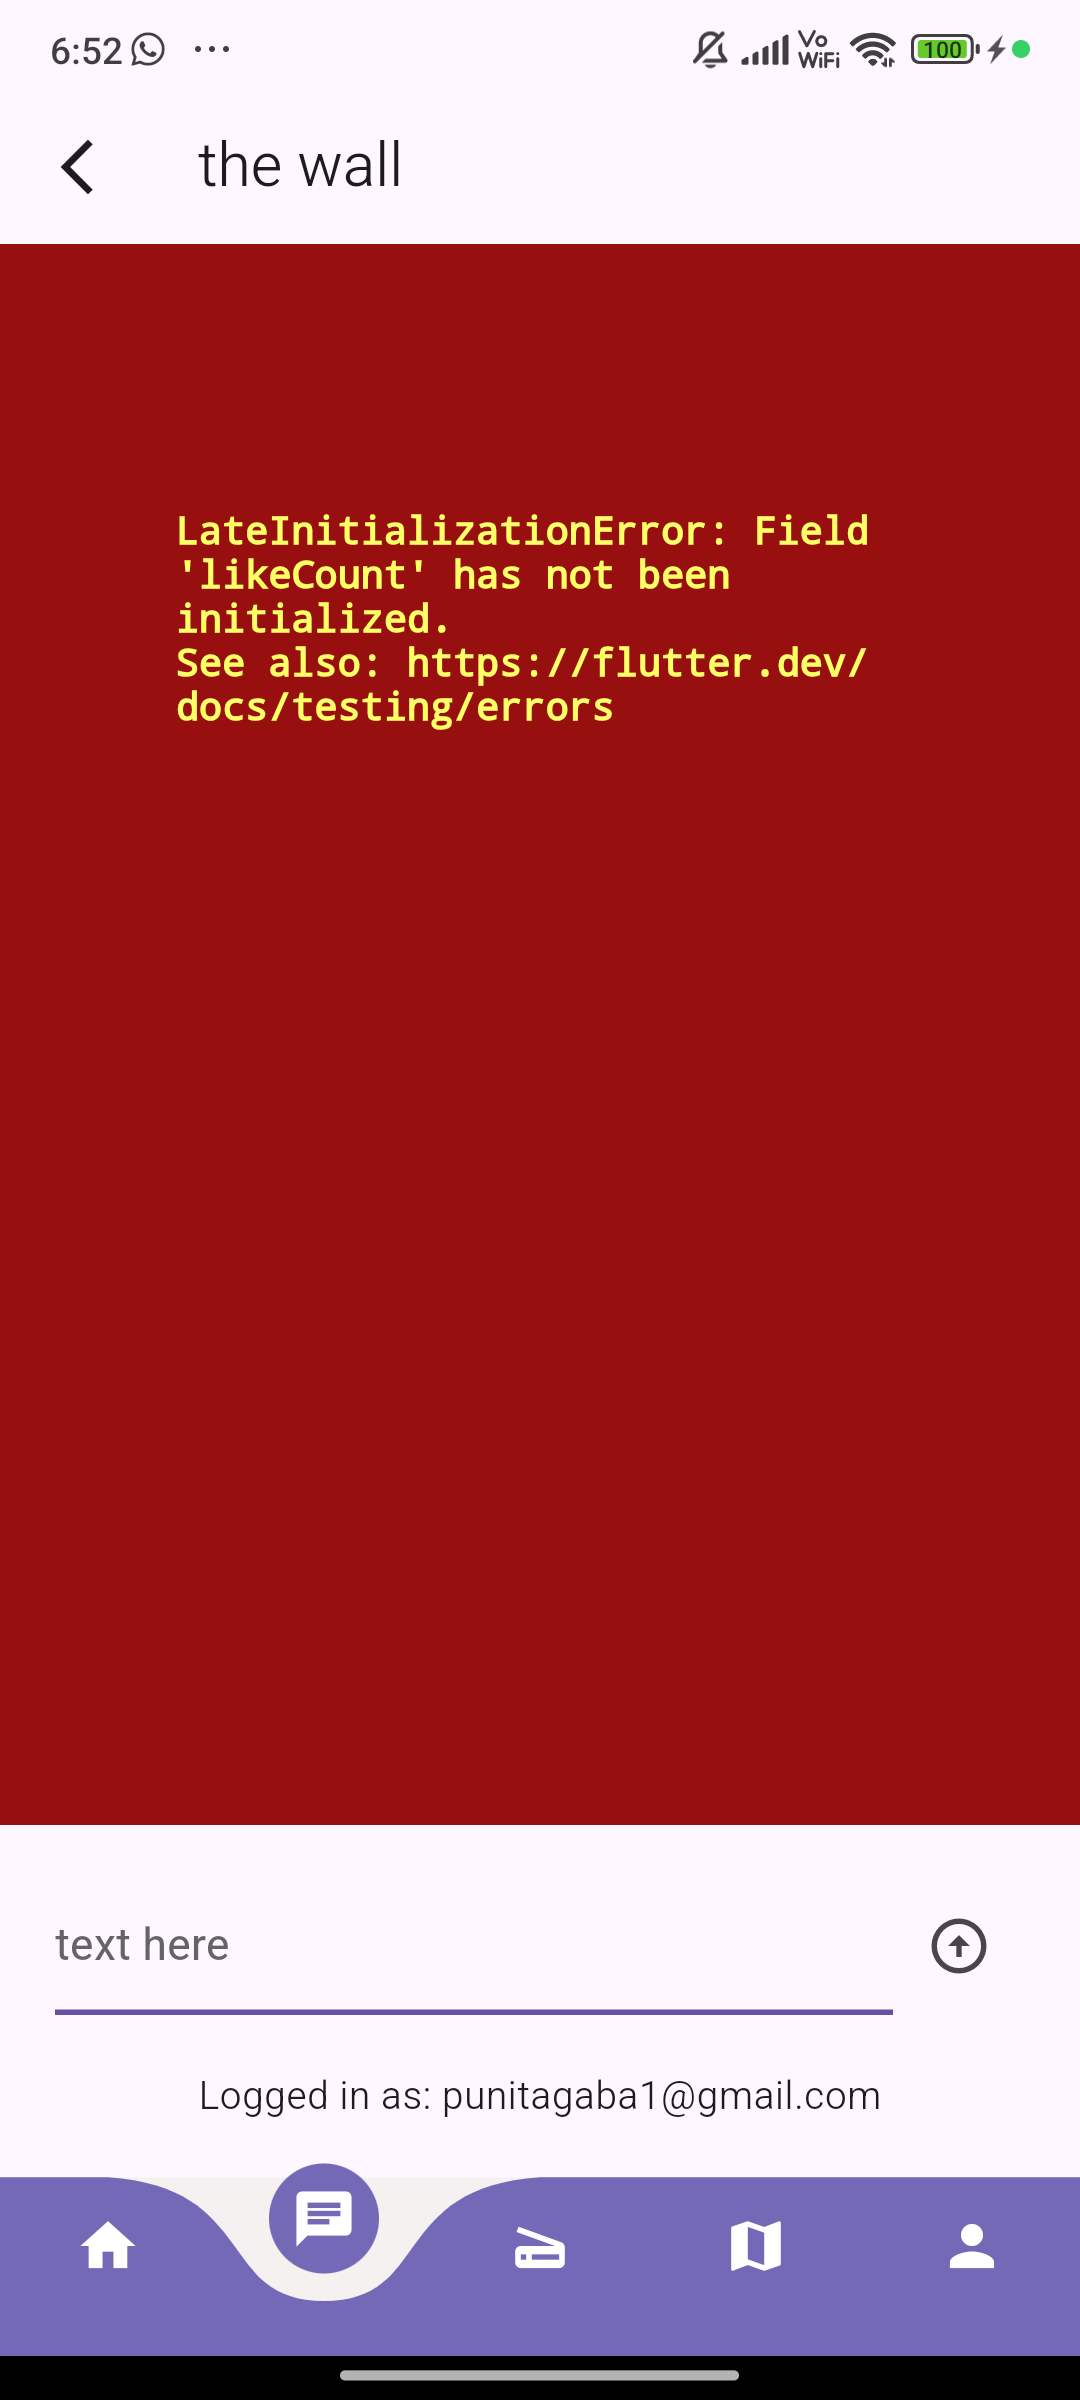 6:52
Vo
WiFi
100
the wall
LateInitializationError: Field
'likeCount' has not been
initialized.
See also: https://flutter.dev/
docs/testing/errors
text here
Logged in as: punitagaba1@gmail.com